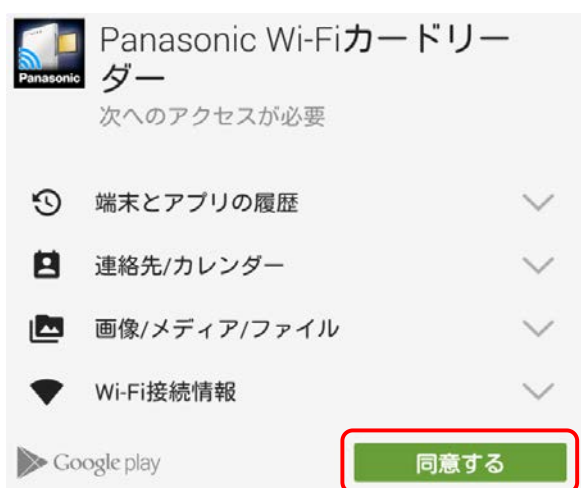 Panasonic
Panasonic Wi-Fiカードリー
ダー
次へのアクセスが必要
端末とアプリの履歴
連絡先/カレンダー
画像/メディア/ファイル
Wi-Fi接続情報
Google play
同意する